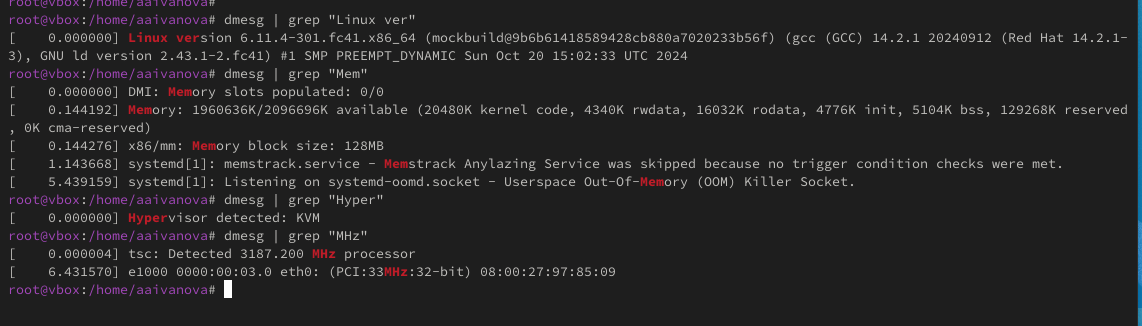 root@vbox:/home/aaivanova#
root@vbox:/home/aaivanova# dmesg | grep "Linux ver"
[    0.000000] Linux version 6.11.4-301.fc41.x86_64 (mockbuild@9b6b61418589428cb880a7020233b56f) (gcc (GCC) 14.2.1 20240912 (Red Hat 14.2.1-
3), GNU ld version 2.43.1-2.fc41) #1 SMP PREEMPT_DYNAMIC Sun Oct 20 15:02:33 UTC 2024
root@vbox:/home/aaivanova# dmesg | grep "Mem"
[    0.000000] DMI: Memory slots populated: 0/0
[    0.144192] Memory: 1960636K/2096696K available (20480K kernel code, 4340K rwdata, 16032K rodata, 4776K init, 5104K bss, 129268K reserved
, 0K cma-reserved)
[    0.144276] x86/mm: Memory block size: 128MB
[    1.143668] systemd[1]: memstrack.service - Memstrack Anylazing Service was skipped because no trigger condition checks were met.
[    5.439159] systemd[1]: Listening on systemd-oomd.socket - Userspace Out-Of-Memory (OOM) Killer Socket.
root@vbox:/home/aaivanova# dmesg | grep "Hyper"
[    0.000000] Hypervisor detected: KVM
root@vbox:/home/aaivanova# dmesg | grep "MHz"
[    0.000004] tsc: Detected 3187.200 MHz processor
[    6.431570] e1000 0000:00:03.0 eth0: (PCI:33MHz:32-bit) 08:00:27:97:85:09
root@vbox:/home/aaivanova#